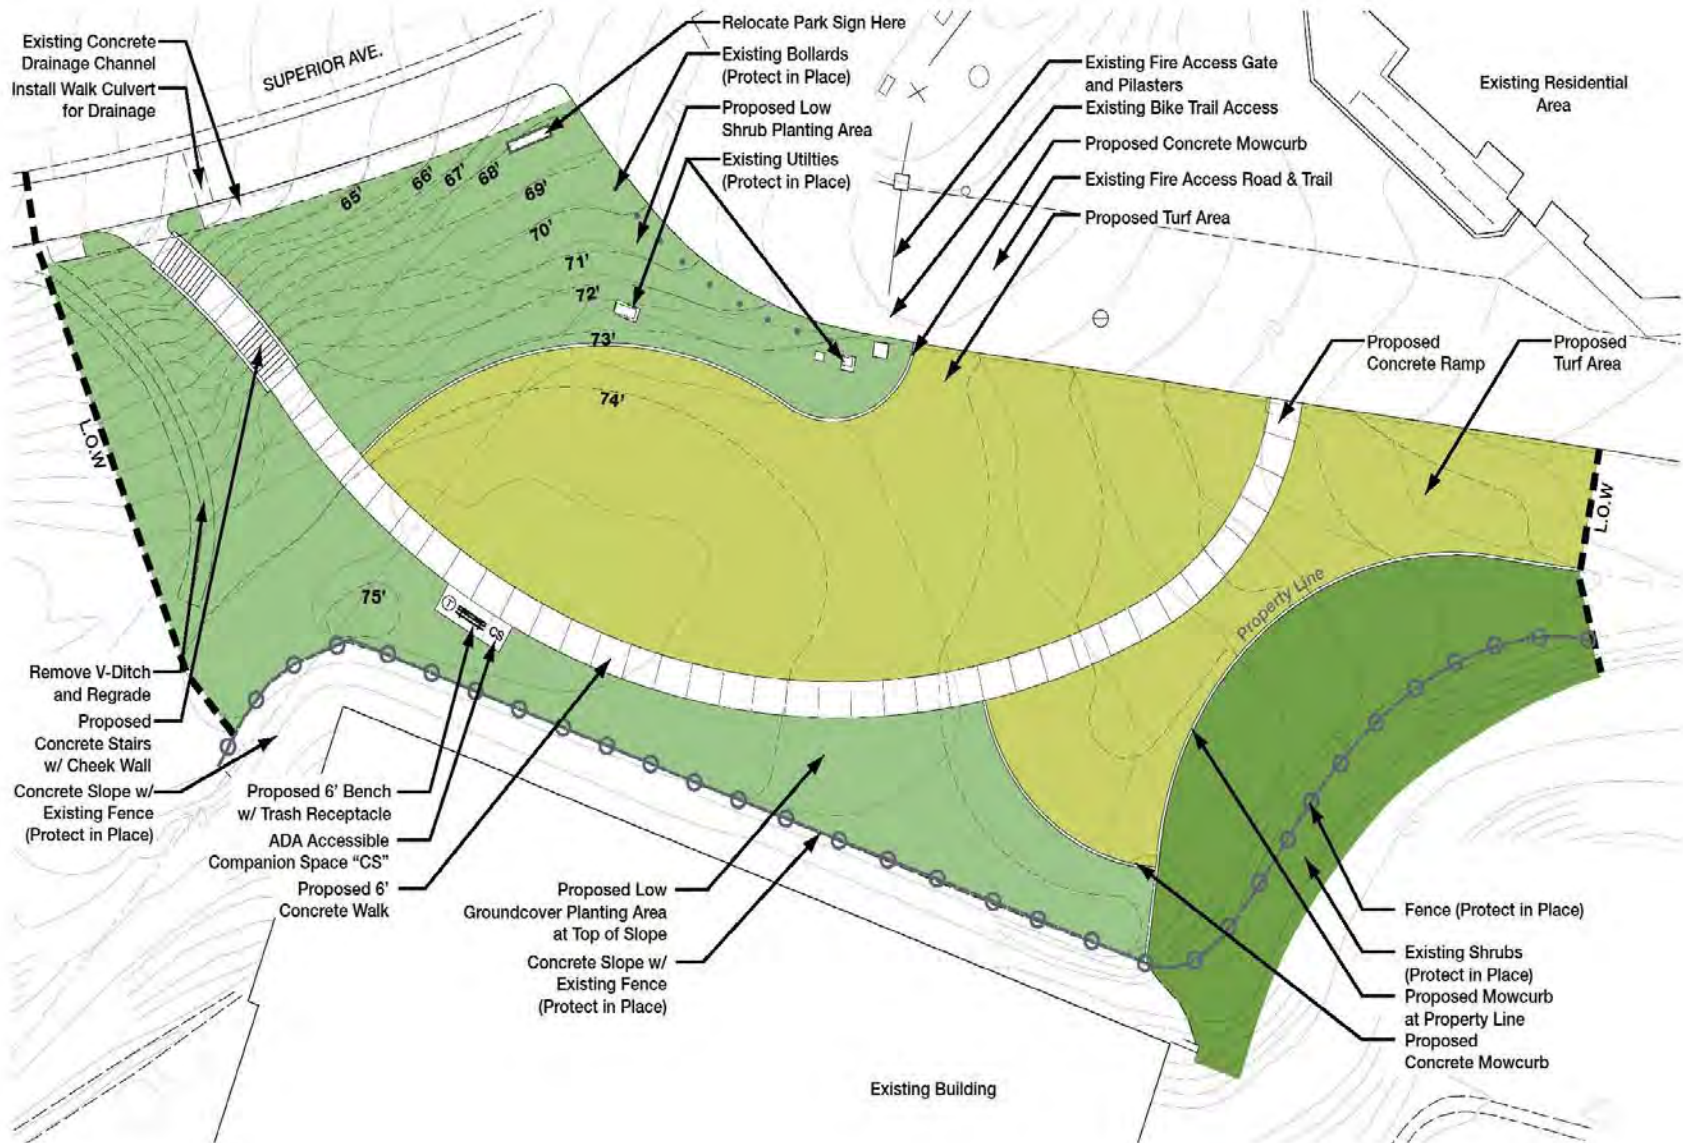 Existing Concrete
Drainage Channel
Install Walk Culvert
for Drainage
SUPERIOR AVE.
Relocate Park Sign Here
Existing Bollards
(Protect in Place)
Proposed Low
Shrub Planting Area
Existing Utilties
(Protect in Place)
Existing Fire Access Gate
and Pilasters
Existing Bike Trail Access
Proposed Concrete Mowcurb
Existing Fire Access Road & Trail
Proposed Turf Area
Existing Residential
Area
65'
66'
67'
68'
69'
70'
71'
72'
73'
74'
75'
L.O.W
Proposed
Concrete Ramp
Proposed
Turf Area
L.O.W
Property Line
T
CS
Remove V-Ditch
and Regrade
Proposed
Concrete Stairs
w/ Cheek Wall
Concrete Slope w/
Existing Fence
(Protect in Place)
Proposed 6' Bench
w/ Trash Receptacle
ADA Accessible
Companion Space “CS”
Proposed 6'
Concrete Walk
Proposed Low
Groundcover Planting Area
at Top of Slope
Concrete Slope w/
Existing Fence
(Protect in Place)
Existing Building
Fence (Protect in Place)
Existing Shrubs
(Protect in Place)
Proposed Mowcurb
at Property Line
Proposed
Concrete Mowcurb